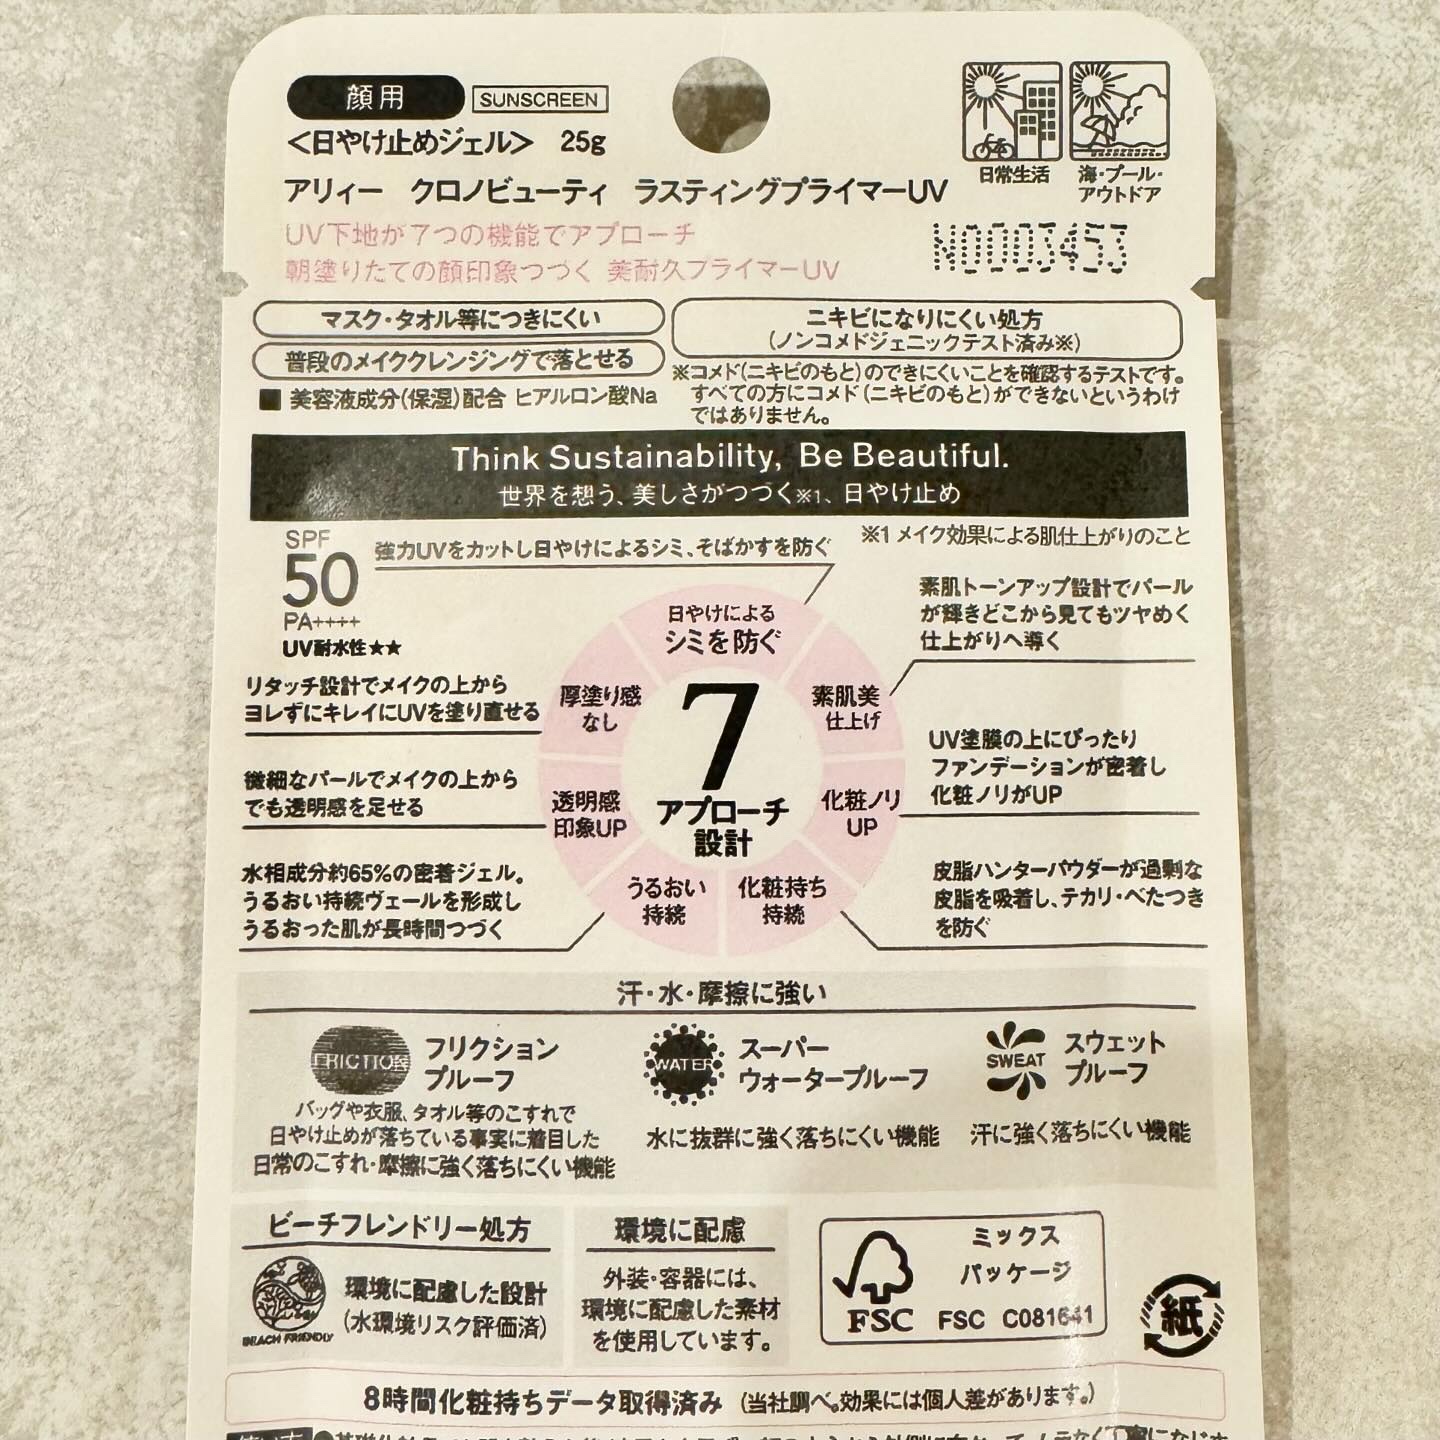 顔用 SUNSCREEN
<日やけ止めジェル> 25g
アリィー クロノビューティ ラスティングプライマーUV
日常生活
海・プール・
アウトドア
UV下地が7つの機能でアプローチ
朝塗りたての顔印象つづく 美耐久プライマーUV
N0003453
マスク・タオル等につきにくい
普段のメイククレンジングで落とせる
■ 美容液成分(保湿)配合 ヒアルロン酸Na
ニキビになりにくい処方
(ノンコメドジェニックテスト済み※)
※コメド(ニキビのもと)のできにくいことを確認するテストです。
すべての方にコメド(ニキビのもと)ができないというわけ
ではありません。
Think Sustainability, Be Beautiful.
世界を想う、美しさがつづく※1、日やけ止め
※1 メイク効果による肌仕上がりのこと
SPF
50
PA++++
UV耐水性★★
強力UVをカットし日やけによるシミ、そばかすを防ぐ
日やけによる
シミを防ぐ
素肌トーンアップ設計でパール
が輝きどこから見てもツヤめく
仕上がりへ導く
素肌美
仕上げ
リタッチ設計でメイクの上から
ヨレずにキレイにUVを塗り直せる
厚塗り感
なし
7
アプローチ
設計
UV塗膜の上にぴったり
ファンデーションが密着し
化粧ノリがUP
化粧ノリ
UP
微細なパールでメイクの上から
でも透明感を足せる
透明感
印象UP
水相成分約65%の密着ジェル。
うるおい持続ヴェールを形成し
うるおった肌が長時間つづく
うるおい
持続
化粧持ち
持続
皮脂ハンターパウダーが過剰な
皮脂を吸着し、テカリ・べたつき
を防ぐ
汗・水・摩擦に強い
FRICTION
フリクション
プルーフ
バッグや衣服、タオル等のこすれで
日やけ止めが落ちている事実に着目した
日常のこすれ・摩擦に強く落ちにくい機能
WATER
スーパー
ウォータープルーフ
水に抜群に強く落ちにくい機能
SWEAT
スウェット
プルーフ
汗に強く落ちにくい機能
ビーチフレンドリー処方
BEACH FRIENDLY
環境に配慮した設計
(水環境リスク評価済)
環境に配慮
外装・容器には、
環境に配慮した素材
を使用しています。
FSC
ミックス
パッケージ
FSC C081641
紙
8時間化粧持ちデータ取得済み (当社調べ。効果には個人差があります。)